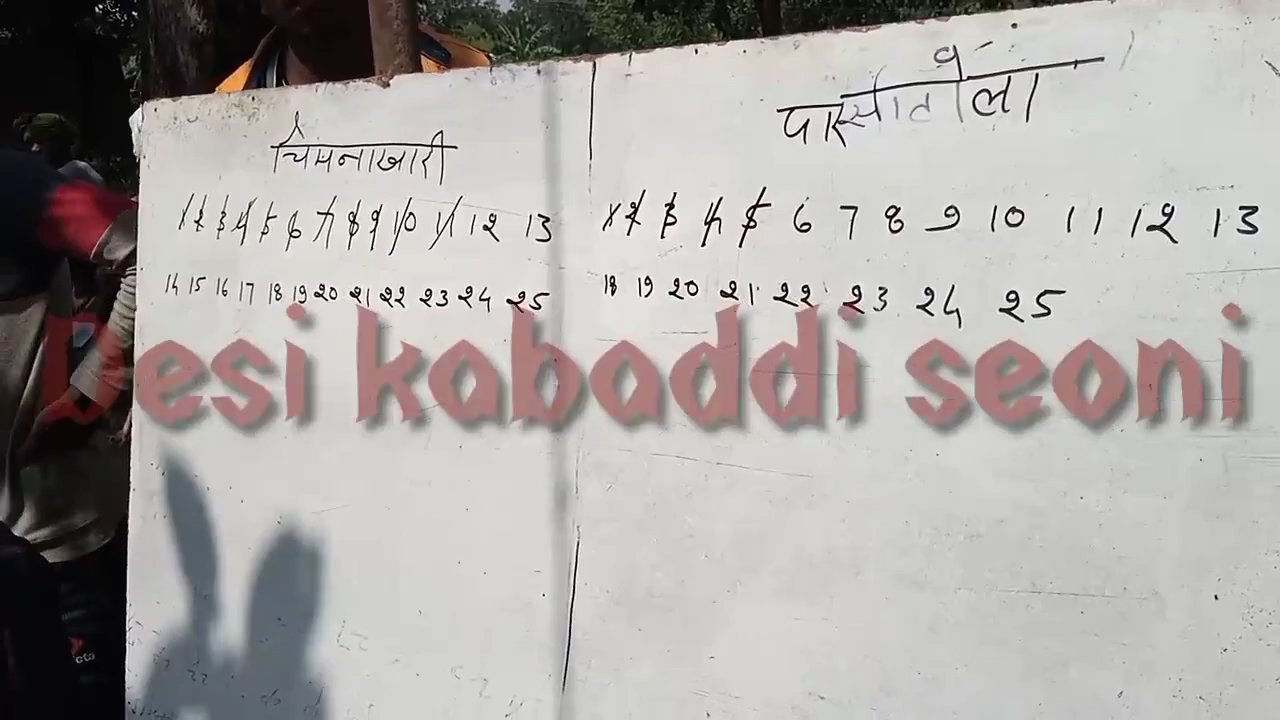 चिमनाखारी
1 2 3 4 5 6 7 8 9 10 11 12 13
14 15 16 17 18 19 20 21 22 23 24 25
पारसीटोला
1 2 3 4 5 6 7 8 9 10 11 12 13
18 19 20 21 22 23 24 25
Desi kabaddi seoni